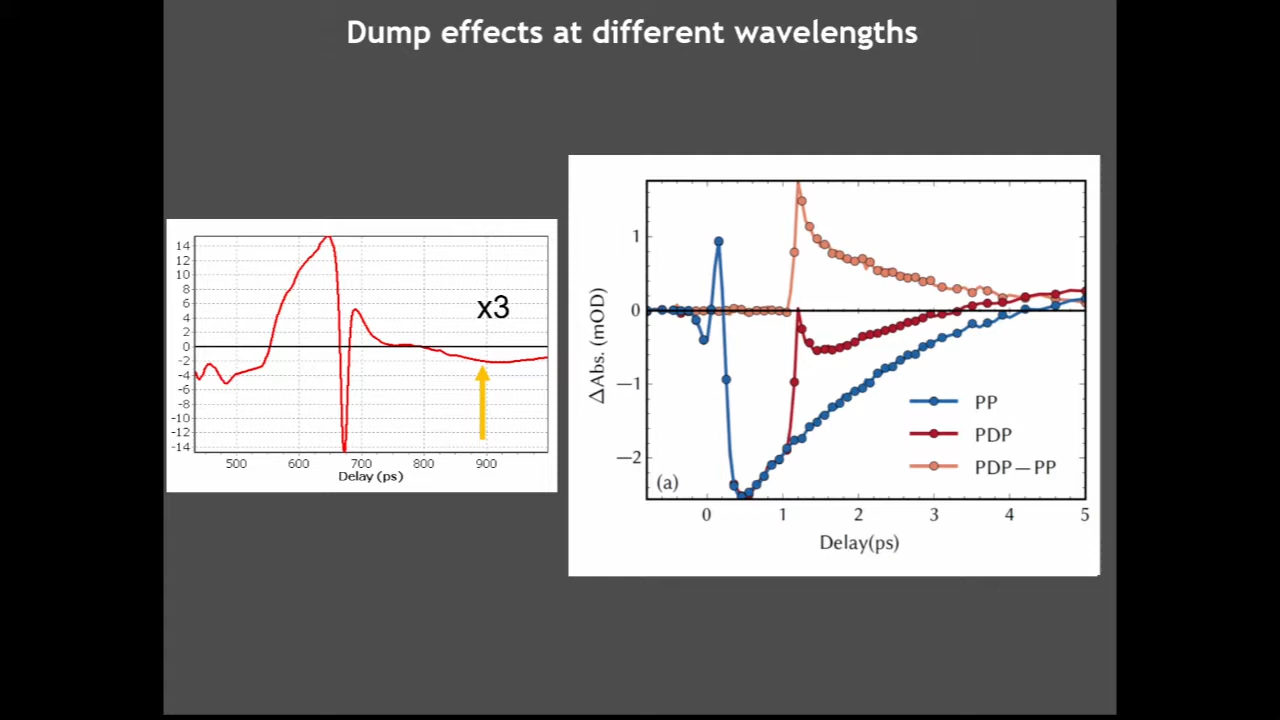 Dump effects at different wavelengths
14
12
10
8
6
4
2
0
-2
-4
-6
-8
-10
-12
-14
x3
500 600 700 800 900
Delay (ps)
1
0
−1
−2
ΔAbs. (mOD)
PP
PDP
PDP−PP
(a)
0 1 2 3 4 5
Delay(ps)